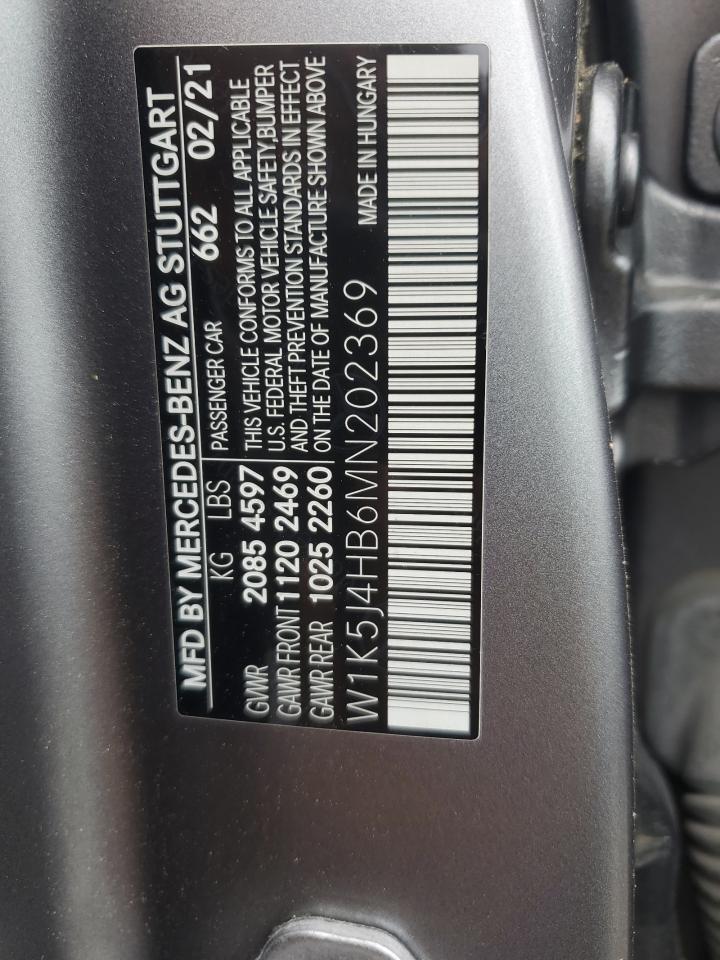 MFD BY MERCEDES-BENZ AG STUTTGART
KG LBS
GVWR 2085 4597
GAWR FRONT 1120 2469
GAWR REAR 1025 2260
PASSENGER CAR 662 02/21
THIS VEHICLE CONFORMS TO ALL APPLICABLE
U.S. FEDERAL MOTOR VEHICLE SAFETY, BUMPER
AND THEFT PREVENTION STANDARDS IN EFFECT
ON THE DATE OF MANUFACTURE SHOWN ABOVE
W1K5J4HB6MN202369 MADE IN HUNGARY